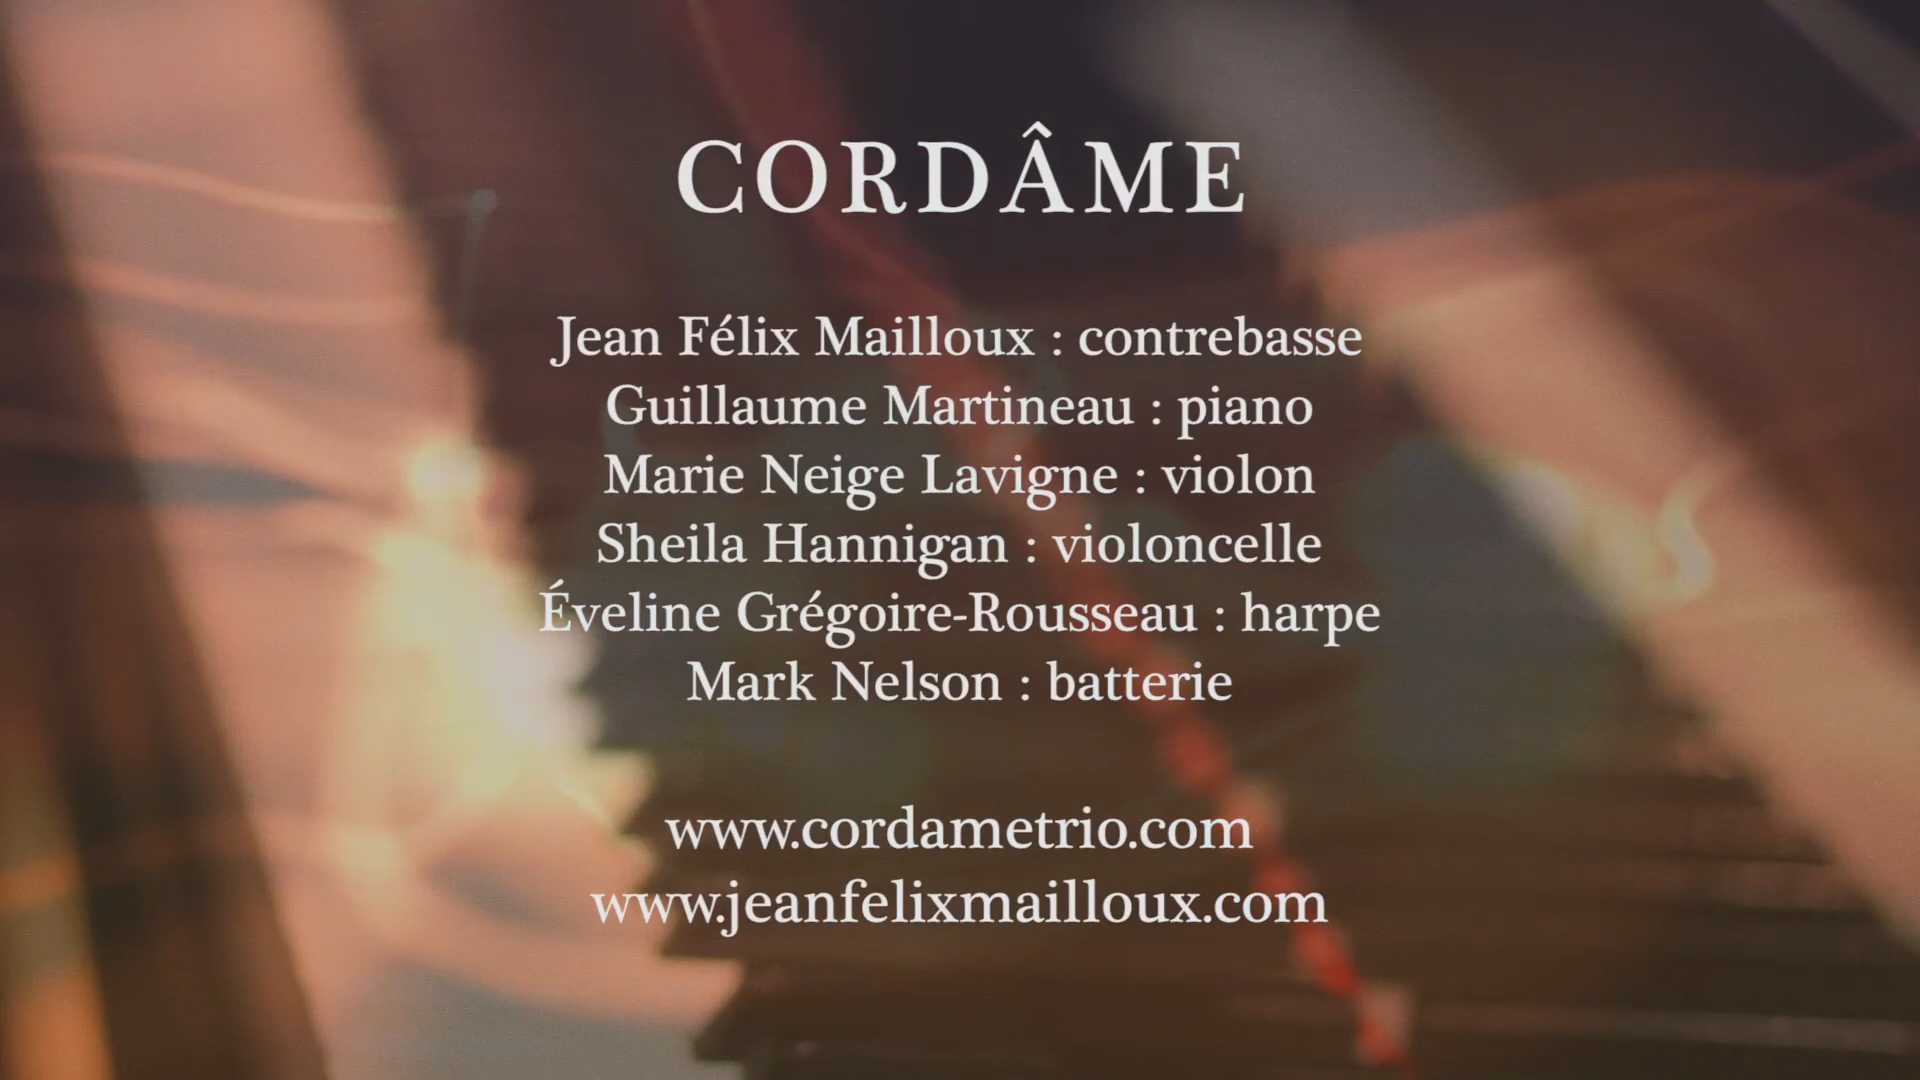 CORDÂME
Jean Félix Mailloux : contrebasse
Guillaume Martineau : piano
Marie Neige Lavigne : violon
Sheila Hannigan : violoncelle
Éveline Grégoire-Rousseau : harpe
Mark Nelson : batterie
www.cordametrio.com
www.jeanfelixmailloux.com